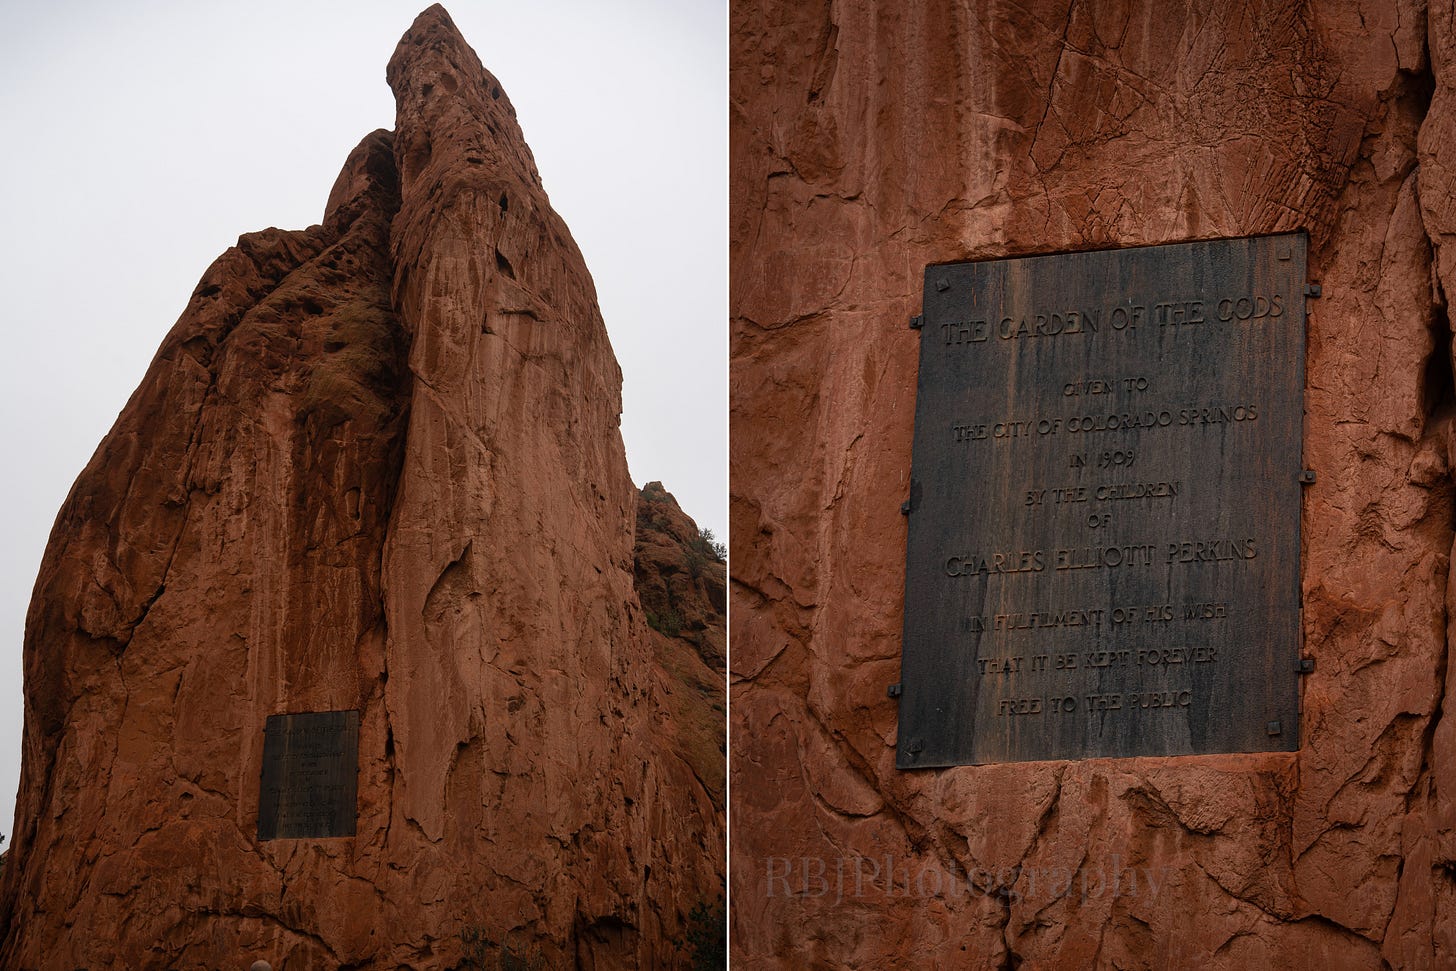 THE GARDEN OF THE GODS
GIVEN TO
THE CITY OF COLORADO SPRINGS
IN 1909
BY THE CHILDREN
OF
CHARLES ELLIOTT PERKINS
IN FULFILMENT OF HIS WISH
THAT IT BE KEPT FOREVER
FREE TO THE PUBLIC
RBJPhotography